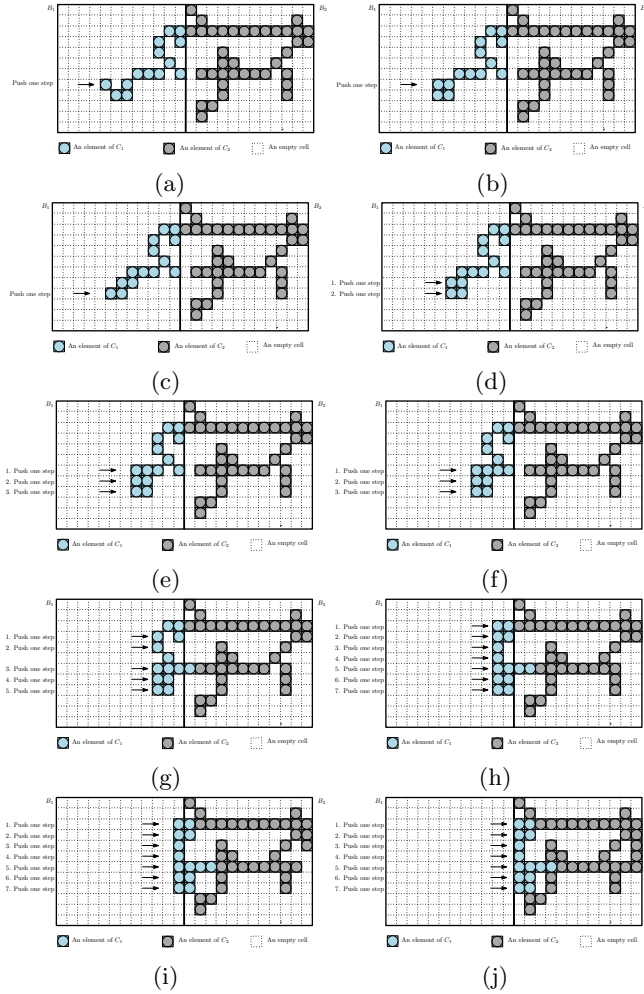 B₁ B₂
Push one step
An element of C₁ An element of C₂ An empty cell
(a)
B₁ B₂
Push one step
An element of C₁ An element of C₂ An empty cell
(b)
B₁ B₂
Push one step
An element of C₁ An element of C₂ An empty cell
(c)
B₁ B₂
1. Push one step
2. Push one step
An element of C₁ An element of C₂ An empty cell
(d)
B₁ B₂
1. Push one step
2. Push one step
3. Push one step
An element of C₁ An element of C₂ An empty cell
(e)
B₁ B₂
1. Push one step
2. Push one step
3. Push one step
An element of C₁ An element of C₂ An empty cell
(f)
B₁ B₂
1. Push one step
2. Push one step
3. Push one step
4. Push one step
5. Push one step
An element of C₁ An element of C₂ An empty cell
(g)
B₁ B₂
1. Push one step
2. Push one step
3. Push one step
4. Push one step
5. Push one step
6. Push one step
7. Push one step
An element of C₁ An element of C₂ An empty cell
(h)
B₁ B₂
1. Push one step
2. Push one step
3. Push one step
4. Push one step
5. Push one step
6. Push one step
7. Push one step
An element of C₁ An element of C₂ An empty cell
(i)
B₁ B₂
1. Push one step
2. Push one step
3. Push one step
4. Push one step
5. Push one step
6. Push one step
7. Push one step
An element of C₁ An element of C₂ An empty cell
(j)